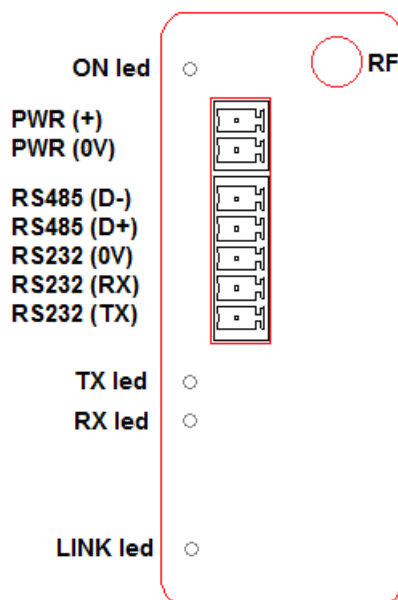 ON led
RF
PWR (+)
PWR (0V)
RS485 (D-)
RS485 (D+)
RS232 (0V)
RS232 (RX)
RS232 (TX)
TX led
RX led
LINK led